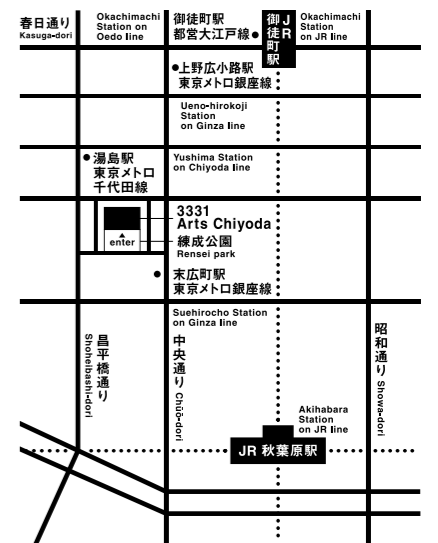 春日通り
Kasuga-dori
Okachimachi
Station on
Oedo line
御徒町駅
都営大江戸線
JR
御徒町駅
Okachimachi
Station
on JR line
上野広小路駅
東京メトロ銀座線
Ueno-hirokoji
Station
on Ginza line
湯島駅
東京メトロ
千代田線
Yushima Station
on Chiyoda line
3331
Arts Chiyoda
enter
練成公園
Rensei park
末広町駅
東京メトロ銀座線
Suehirocho Station
on Ginza line
昌平橋通り
Shoheibashi-dori
中央通り Chūō-dori
昭和通り Showa-dori
Akihabara
Station
on JR line
JR 秋葉原駅